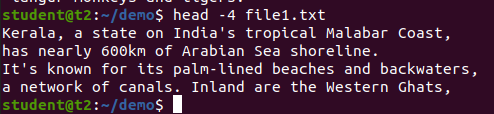 langur monkeys and tigers.
student@t2:~/demo$ head -4 file1.txt
Kerala, a state on India's tropical Malabar Coast,
has nearly 600km of Arabian Sea shoreline.
It's known for its palm-lined beaches and backwaters,
a network of canals. Inland are the Western Ghats,
student@t2:~/demo$